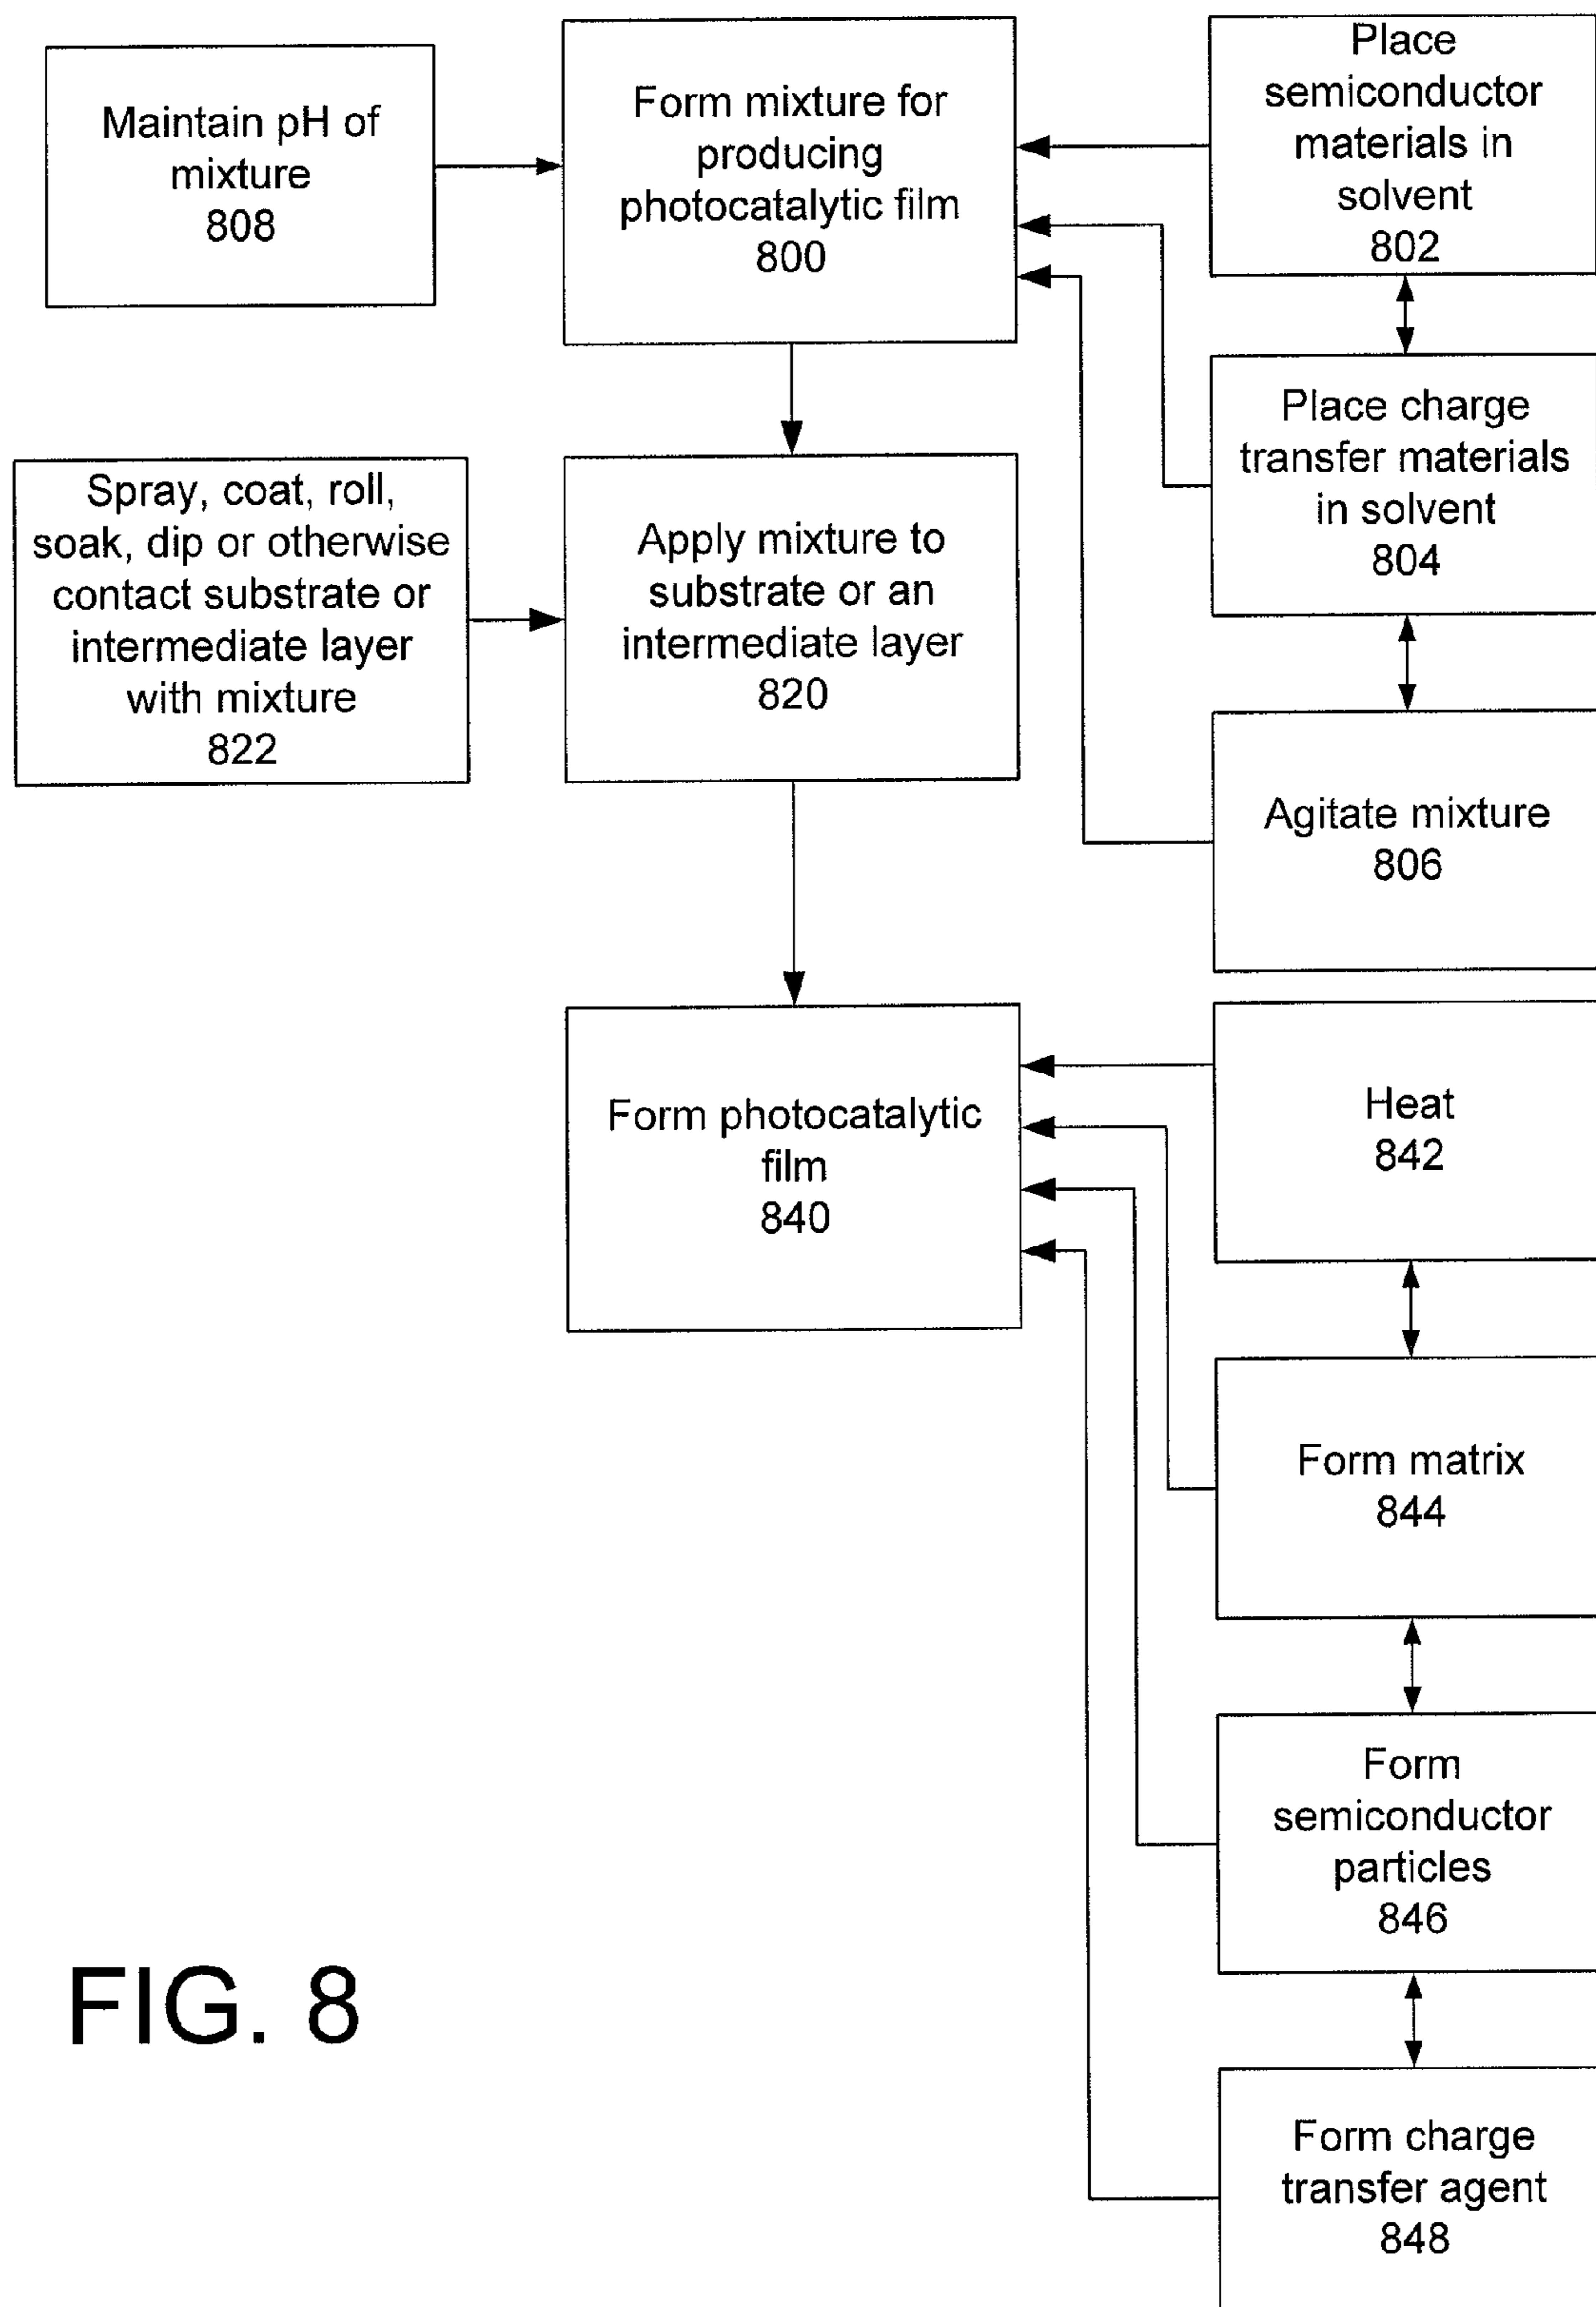 Maintain pH of
mixture
808
Form mixture for
producing
photocatalytic film
800
Place
semiconductor
materials in
solvent
802
Spray, coat, roll,
soak, dip or otherwise
contact substrate or
intermediate layer
with mixture
822
Apply mixture to
substrate or an
intermediate layer
820
Place charge
transfer materials
in solvent
804
Agitate mixture
806
Form photocatalytic
film
840
Heat
842
Form matrix
844
Form
semiconductor
particles
846
Form charge
transfer agent
848
FIG. 8